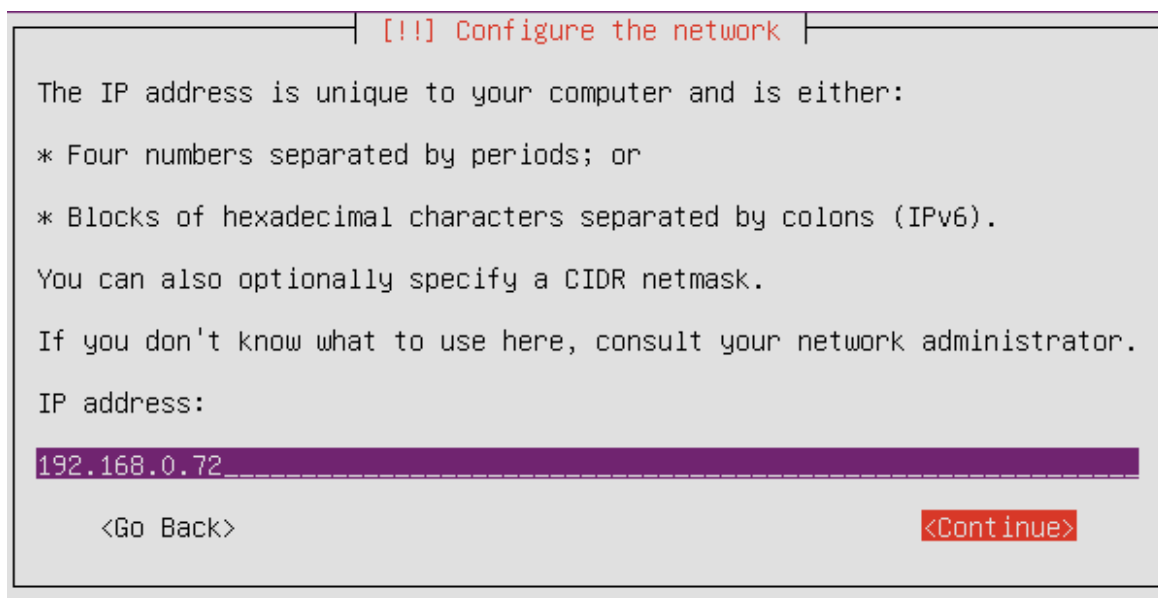 [!!] Configure the network
The IP address is unique to your computer and is either:
* Four numbers separated by periods; or
* Blocks of hexadecimal characters separated by colons (IPv6).
You can also optionally specify a CIDR netmask.
If you don't know what to use here, consult your network administrator.
IP address:
192.168.0.72
<Go Back> <Continue>